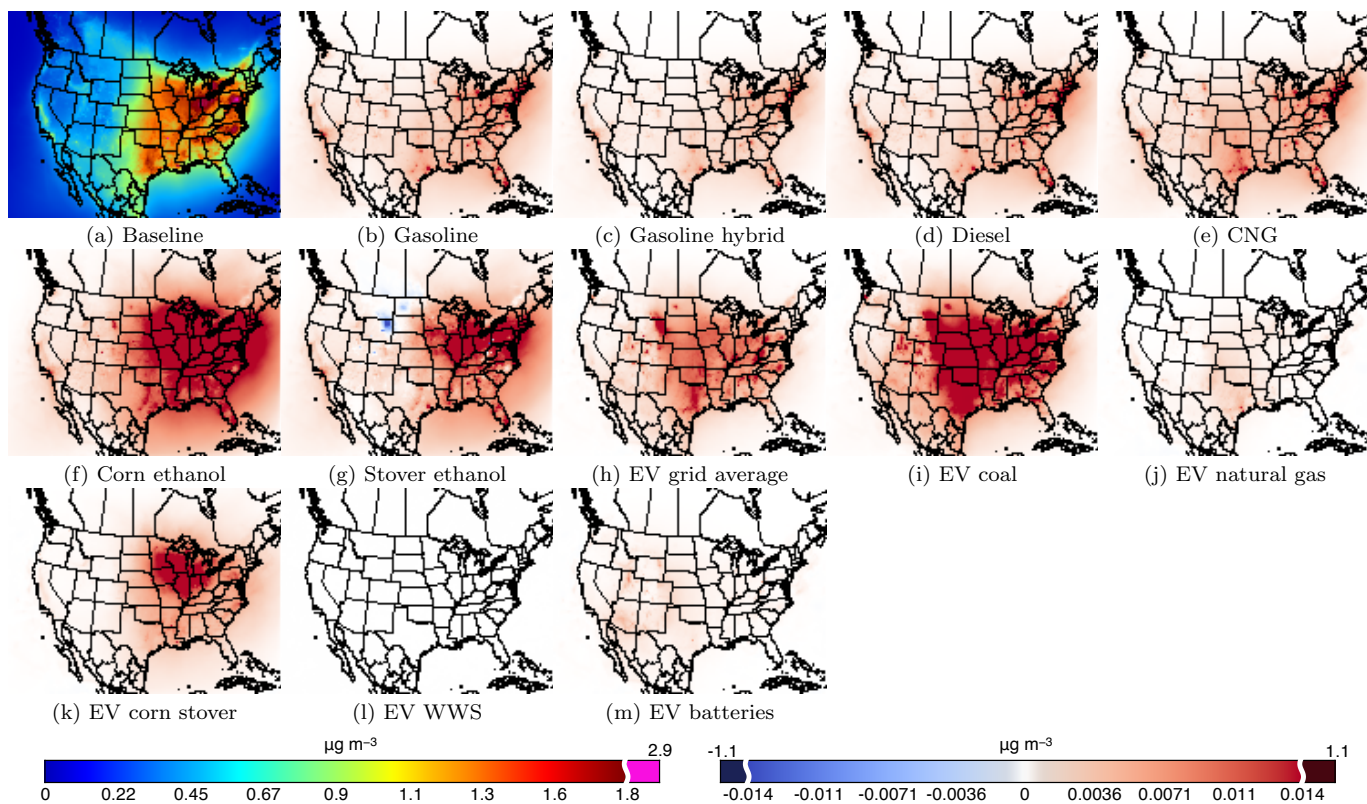 (a) Baseline (b) Gasoline (c) Gasoline hybrid (d) Diesel (e) CNG
(f) Corn ethanol (g) Stover ethanol (h) EV grid average (i) EV coal (j) EV natural gas
(k) EV corn stover (l) EV WWS (m) EV batteries
µg m⁻³ 2.9 -1.1 µg m⁻³ 1.1
0 0.22 0.45 0.67 0.9 1.1 1.3 1.6 1.8 -0.014 -0.011 -0.0071 -0.0036 0 0.0036 0.0071 0.011 0.014